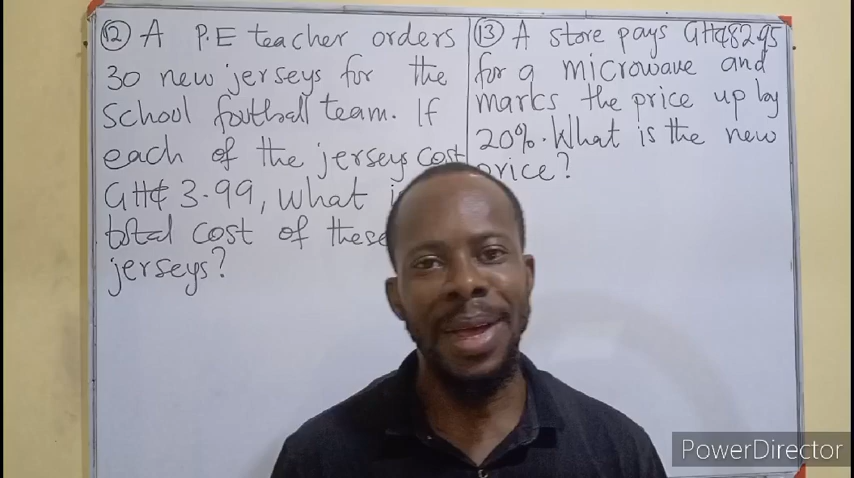 12 A P.E teacher orders
30 new jerseys for the
School football team. If
each of the jerseys cost
GH¢ 3.99, what
total cost of these
jerseys?
13 A store pays GH¢82.95
for a microwave and
marks the price up by
20%. What is the new
price?
PowerDirector